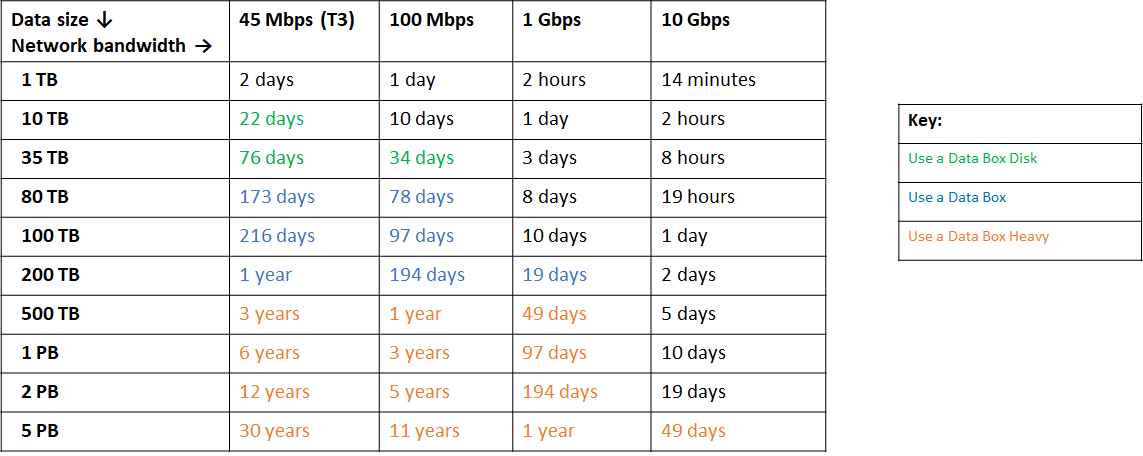 Data size ↓ 45 Mbps (T3) 100 Mbps 1 Gbps 10 Gbps
Network bandwidth →
1 TB 2 days 1 day 2 hours 14 minutes
10 TB 22 days 10 days 1 day 2 hours
35 TB 76 days 34 days 3 days 8 hours
80 TB 173 days 78 days 8 days 19 hours
100 TB 216 days 97 days 10 days 1 day
200 TB 1 year 194 days 19 days 2 days
500 TB 3 years 1 year 49 days 5 days
1 PB 6 years 3 years 97 days 10 days
2 PB 12 years 5 years 194 days 19 days
5 PB 30 years 11 years 1 year 49 days
Key:
Use a Data Box Disk
Use a Data Box
Use a Data Box Heavy